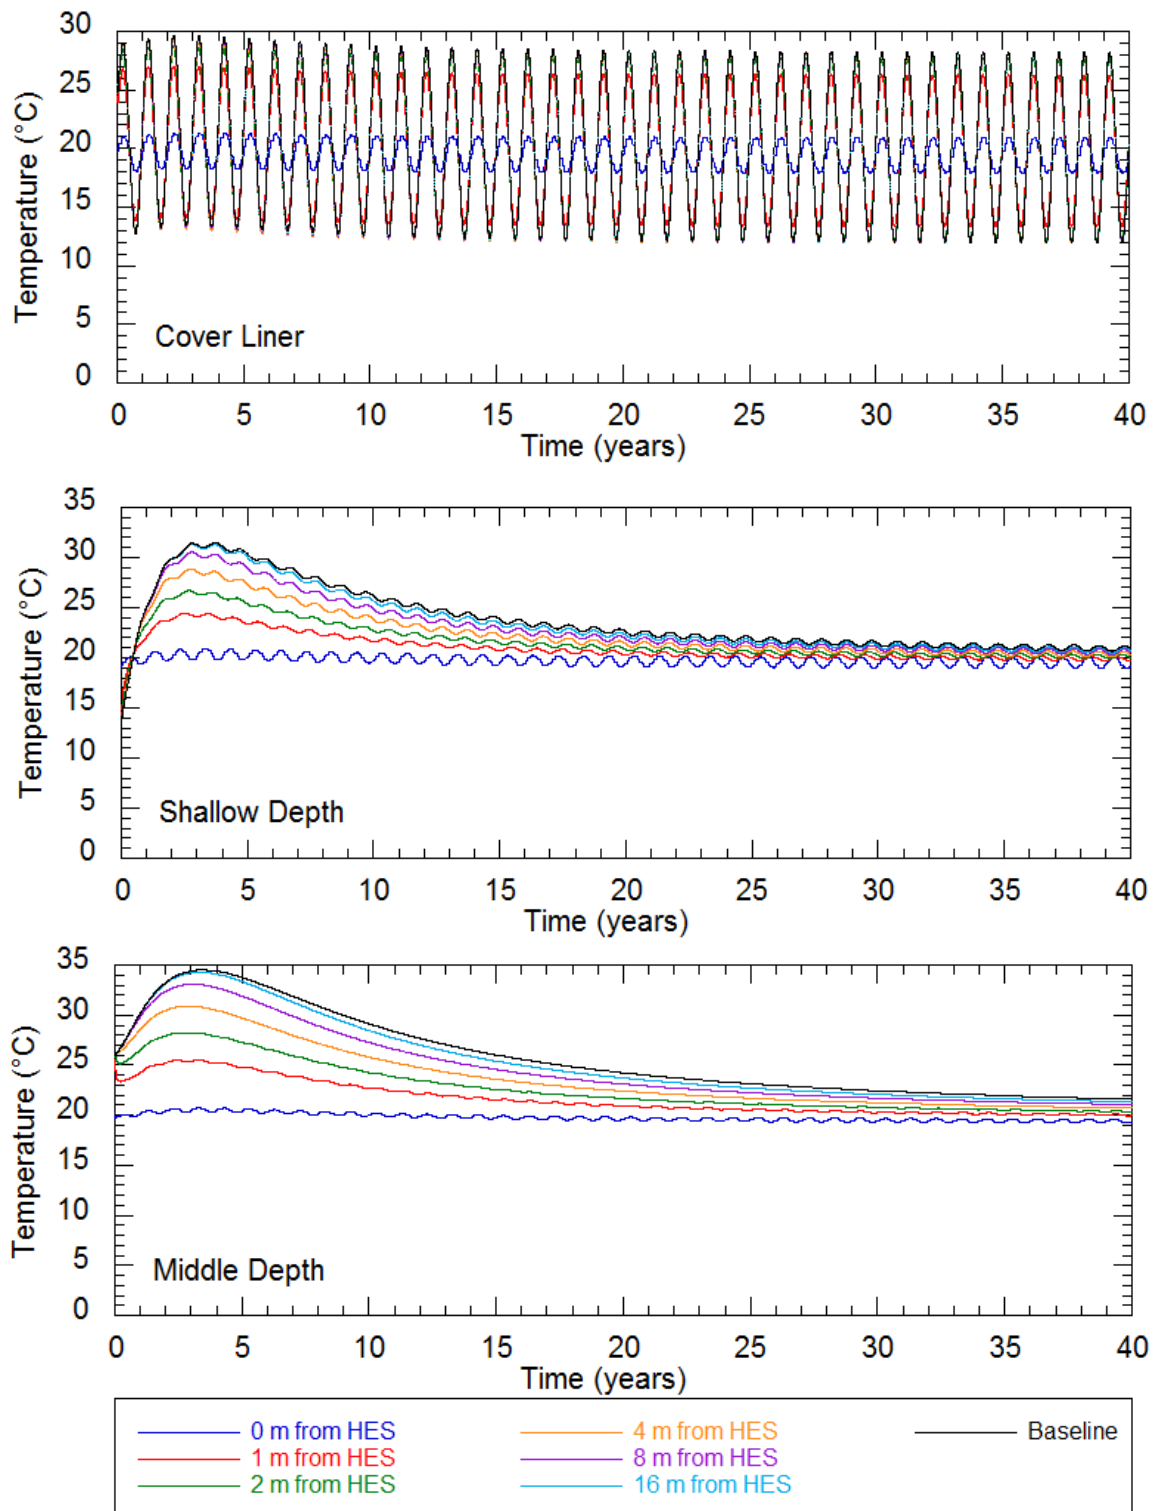 30
25
20
15
10
5
0
Temperature (°C)
Cover Liner
0 5 10 15 20 25 30 35 40
Time (years)
35
30
25
20
15
10
5
0
Temperature (°C)
Shallow Depth
0 5 10 15 20 25 30 35 40
Time (years)
35
30
25
20
15
10
5
0
Temperature (°C)
Middle Depth
0 5 10 15 20 25 30 35 40
Time (years)
0 m from HES 4 m from HES Baseline
1 m from HES 8 m from HES
2 m from HES 16 m from HES